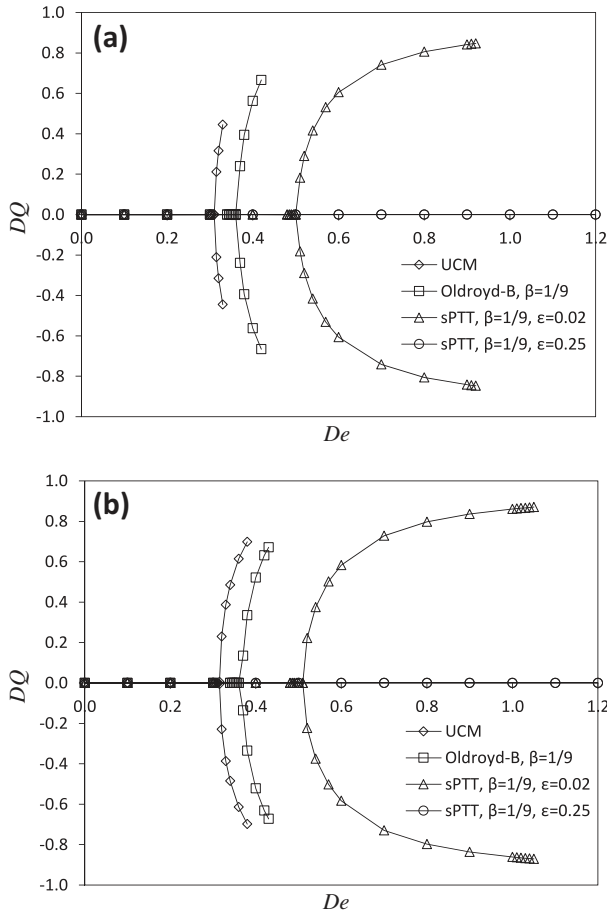 (a)
1.0
0.8
0.6
0.4
0.2
0.0
-0.2
-0.4
-0.6
-0.8
-1.0
DQ
0.0 0.2 0.4 0.6 0.8 1.0 1.2
UCM
Oldroyd-B, β=1/9
sPTT, β=1/9, ε=0.02
sPTT, β=1/9, ε=0.25
De
(b)
1.0
0.8
0.6
0.4
0.2
0.0
-0.2
-0.4
-0.6
-0.8
-1.0
DQ
0.0 0.2 0.4 0.6 0.8 1.0 1.2
UCM
Oldroyd-B, β=1/9
sPTT, β=1/9, ε=0.02
sPTT, β=1/9, ε=0.25
De